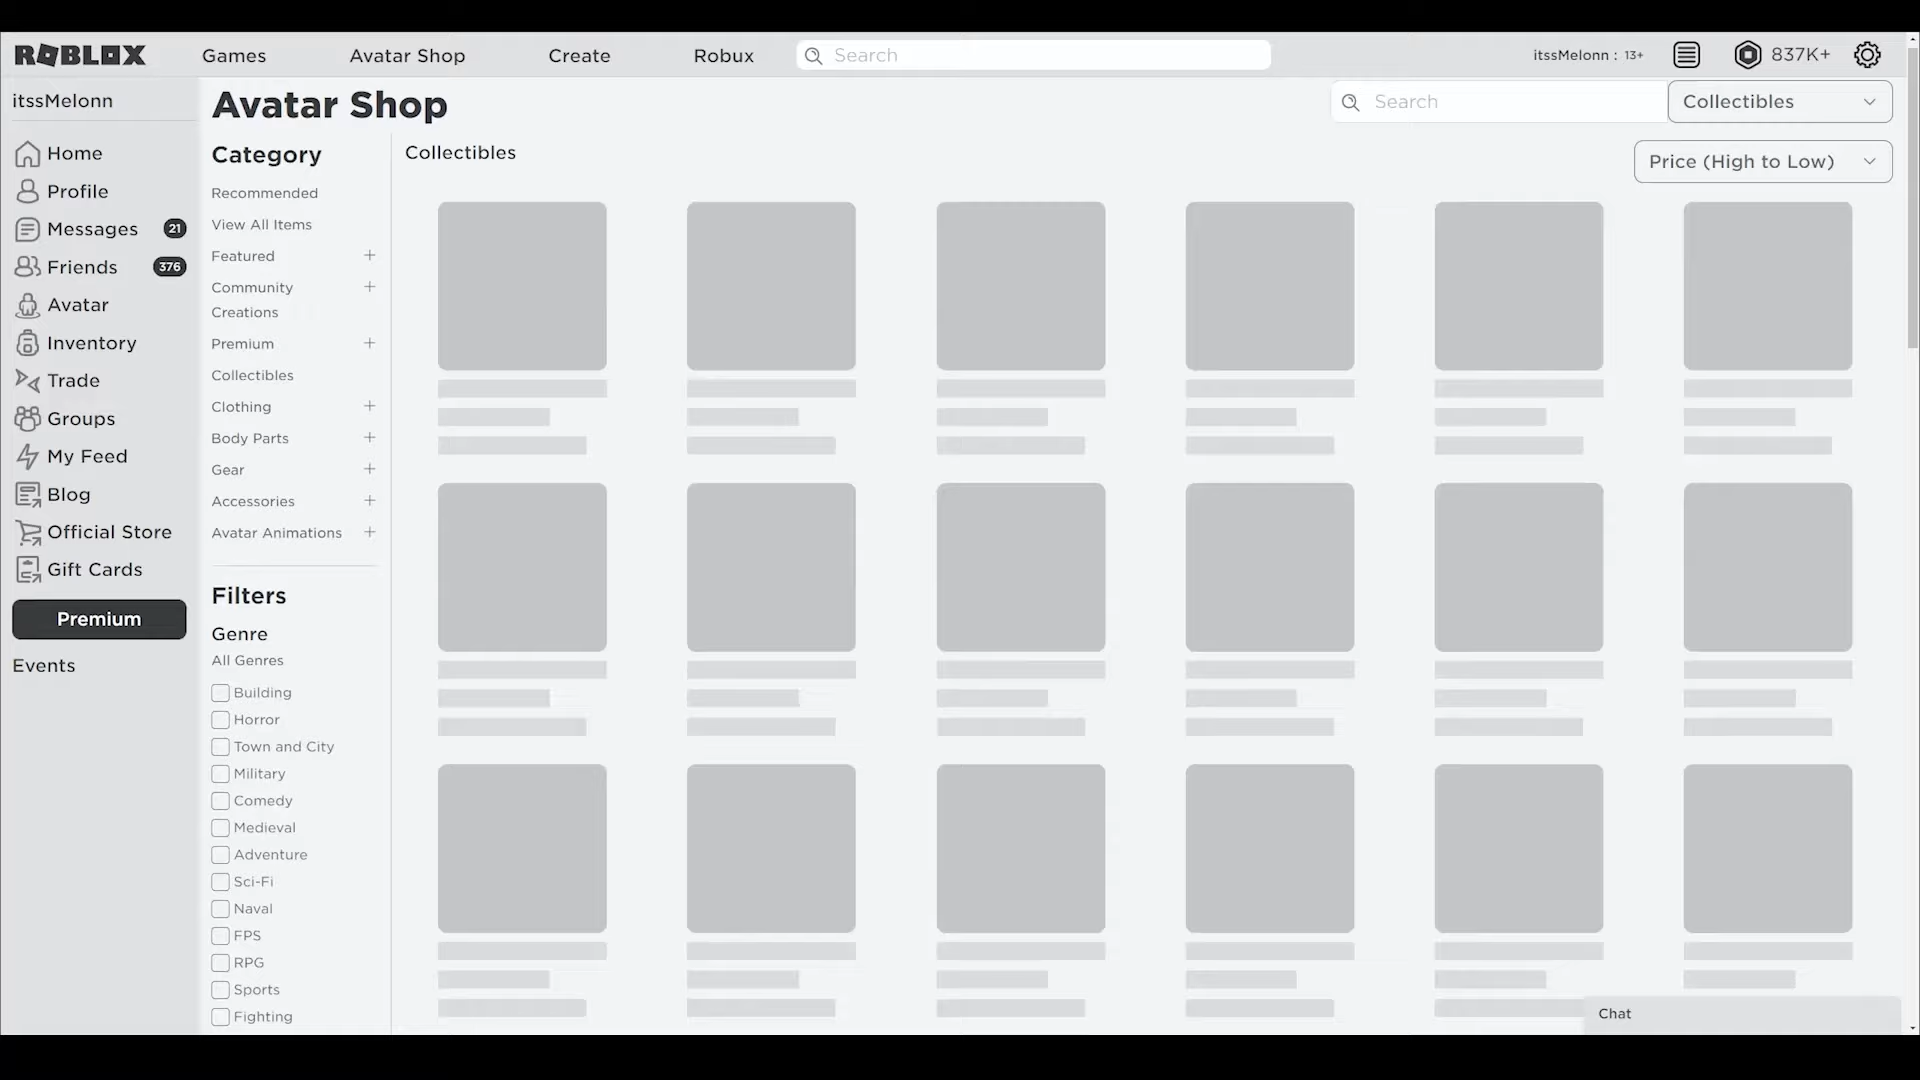 ROBLOX
Games
Avatar Shop
Create
Robux
Search
itssMelonn : 13+
837K+
itssMelonn
Home
Profile
Messages 21
Friends 376
Avatar
Inventory
Trade
Groups
My Feed
Blog
Official Store
Gift Cards
Premium
Events
Avatar Shop
Search
Collectibles
Category
Recommended
View All Items
Featured +
Community +
Creations
Premium +
Collectibles
Clothing +
Body Parts +
Gear +
Accessories +
Avatar Animations +
Filters
Genre
All Genres
Building
Horror
Town and City
Military
Comedy
Medieval
Adventure
Sci-Fi
Naval
FPS
RPG
Sports
Fighting
Collectibles
Price (High to Low)
Chat